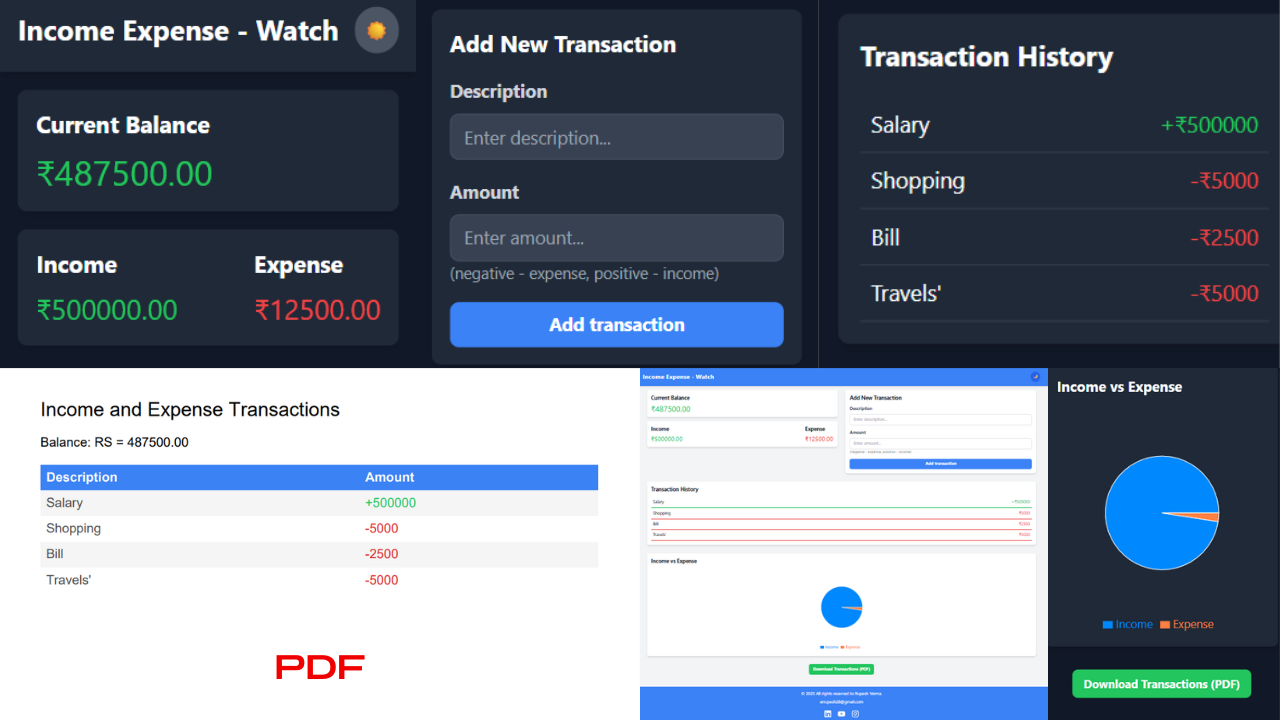 Income Expense - Watch
Current Balance
₹487500.00
Income Expense
₹500000.00 ₹12500.00
Add New Transaction
Description
Enter description...
Amount
Enter amount...
(negative - expense, positive - income)
Add transaction
Transaction History
Salary +₹500000
Shopping -₹5000
Bill -₹2500
Travels' -₹5000
Income and Expense Transactions
Balance: RS = 487500.00
Description Amount
Salary +500000
Shopping -5000
Bill -2500
Travels' -5000
PDF
Income Expense - Watch
Current Balance
₹487500.00
Income Expense
₹500000.00 ₹12500.00
Add New Transaction
Description
Enter description...
Amount
Enter amount...
(negative - expense, positive - income)
Add transaction
Transaction History
Salary +₹500000
Shopping -₹5000
Bill -₹2500
Travels' -₹5000
Income vs Expense
Income Expense
Download Transactions (PDF)
All rights reserved to
Income vs Expense
Income Expense
Download Transactions (PDF)